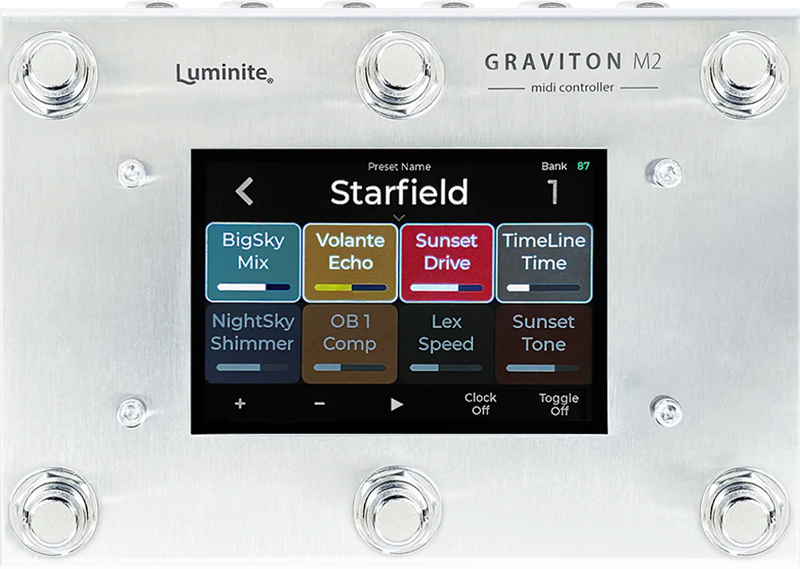 Luminite®
GRAVITON M2
midi controller
Preset Name
Bank 87
Starfield
1
BigSky
Mix
Volante
Echo
Sunset
Drive
TimeLine
Time
NightSky
Shimmer
OB 1
Comp
Lex
Speed
Sunset
Tone
+
−
Clock
Off
Toggle
Off